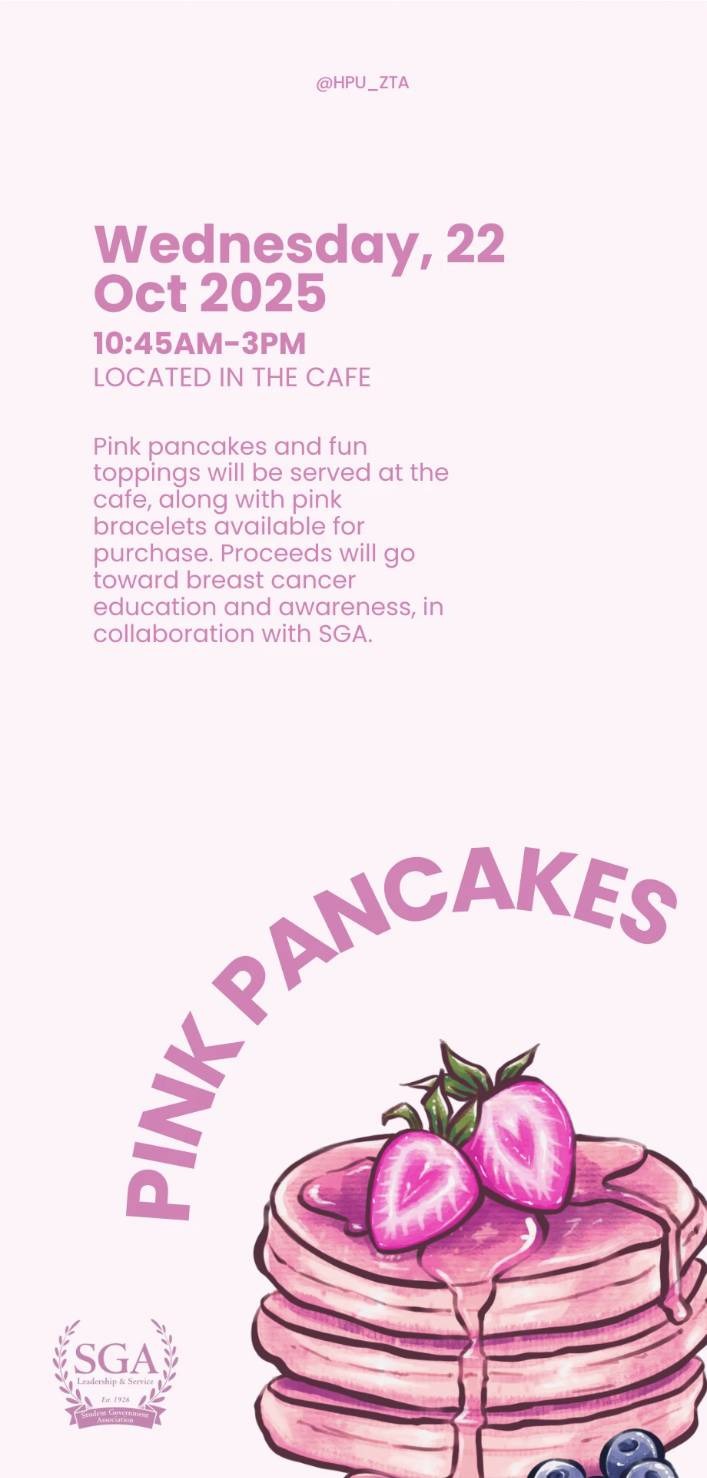 @HPU_ZTA
Wednesday, 22
Oct 2025
10:45AM-3PM
LOCATED IN THE CAFE
Pink pancakes and fun
toppings will be served at the
cafe, along with pink
bracelets available for
purchase. Proceeds will go
toward breast cancer
education and awareness, in
collaboration with SGA.
PINK PANCAKES
SGA
Leadership & Service
Est 1926
Student Government
Association